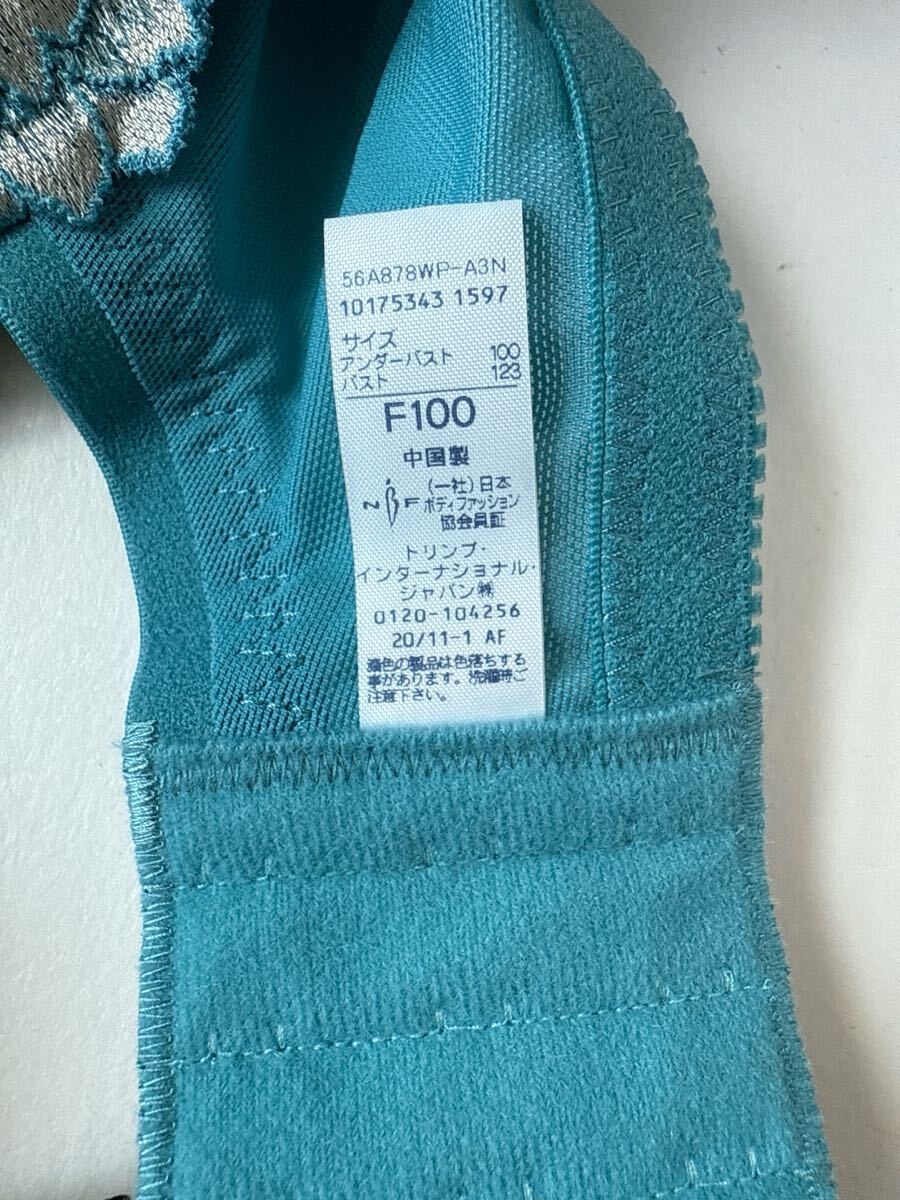 56A878WP-A3N
10175343 1597
サイズ
アンダーバスト 100
バスト 123
F100
中国製
(一社)日本
NBF ボディファッション
協会員証
トリンプ・
インターナショナル・
ジャパン㈱
0120-104256
20/11-1 AF
濃色の製品は色落ちする
事があります。洗濯時ご
注意下さい。